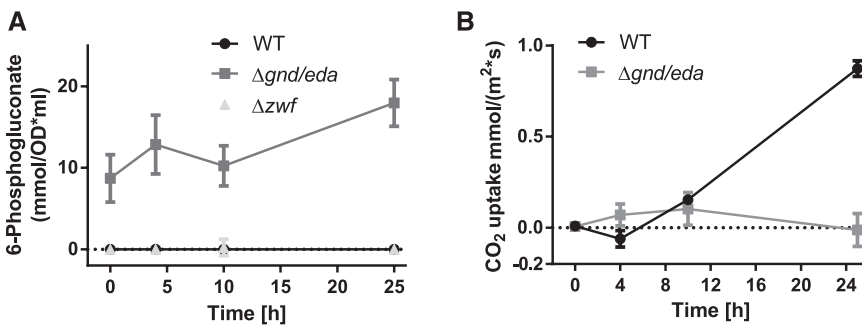 A
WT
Δgnd/eda
Δzwf
6-Phosphogluconate
(mmol/OD*ml)
20
10
0
0 5 10 15 20 25
Time [h]
B
WT
Δgnd/eda
CO₂ uptake mmol/(m²*s)
1.0
0.5
0.0
-0.2
0 4 8 12 16 20 24
Time [h]